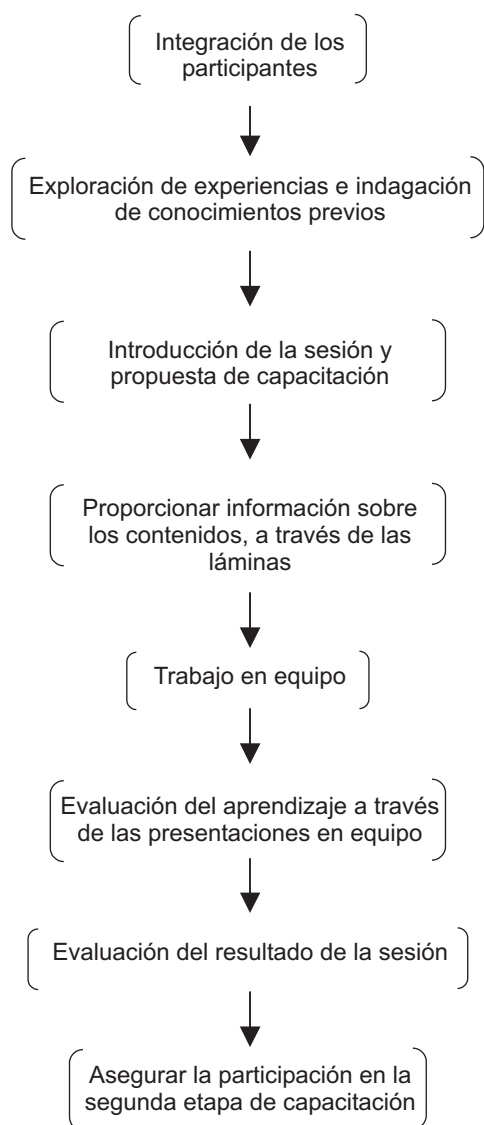 Integración de los
participantes
Exploración de experiencias e indagación
de conocimientos previos
Introducción de la sesión y
propuesta de capacitación
Proporcionar información sobre
los contenidos, a través de las
láminas
Trabajo en equipo
Evaluación del aprendizaje a través
de las presentaciones en equipo
Evaluación del resultado de la sesión
Asegurar la participación en la
segunda etapa de capacitación